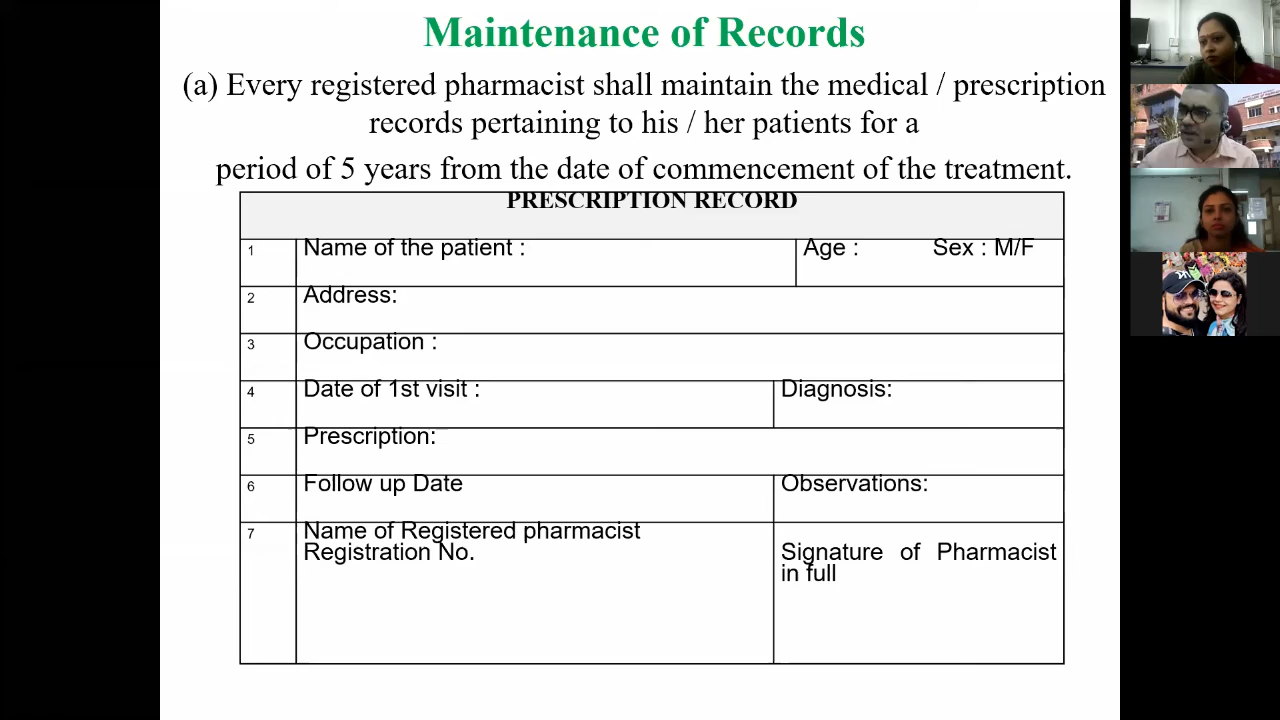 Maintenance of Records
(a) Every registered pharmacist shall maintain the medical / prescription
records pertaining to his / her patients for a
period of 5 years from the date of commencement of the treatment.
PRESCRIPTION RECORD
1 Name of the patient : Age : Sex : M/F
2 Address:
3 Occupation :
4 Date of 1st visit : Diagnosis:
5 Prescription:
6 Follow up Date Observations:
7 Name of Registered pharmacist
Registration No. Signature of Pharmacist
in full